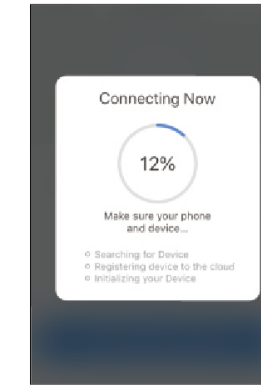 Connecting Now
12%
Make sure your phone
and device...
Searching for Device
Registering device to the cloud
Initializing your Device